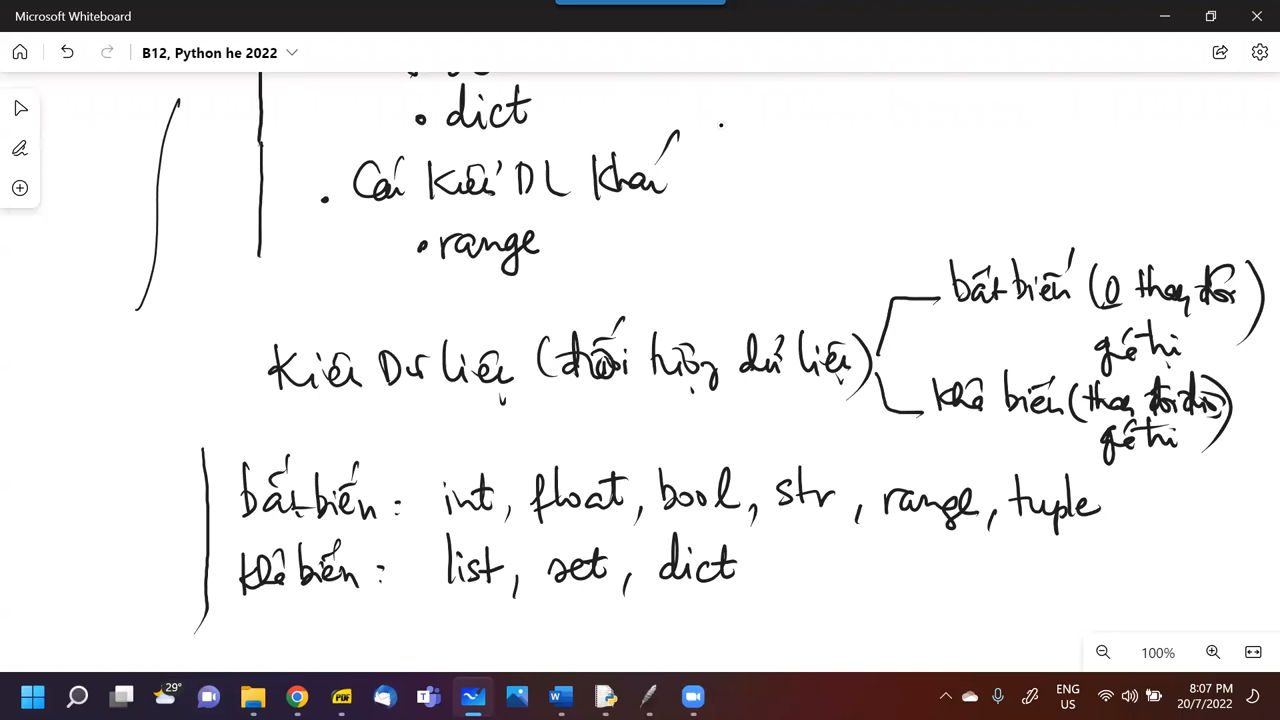 Microsoft Whiteboard
B12, Python he 2022
• dict
• Các Kiểu DL khác
• range
bất biến (0 thay đổi
giá trị
Kiểu Dữ liệu (đối tượng dữ liệu)
khả biến (thay đổi được
giá trị)
bất biến : int, float, bool, str, range, tuple
khả biến : list, set, dict
100%
29°
ENG
US
8:07 PM
20/7/2022